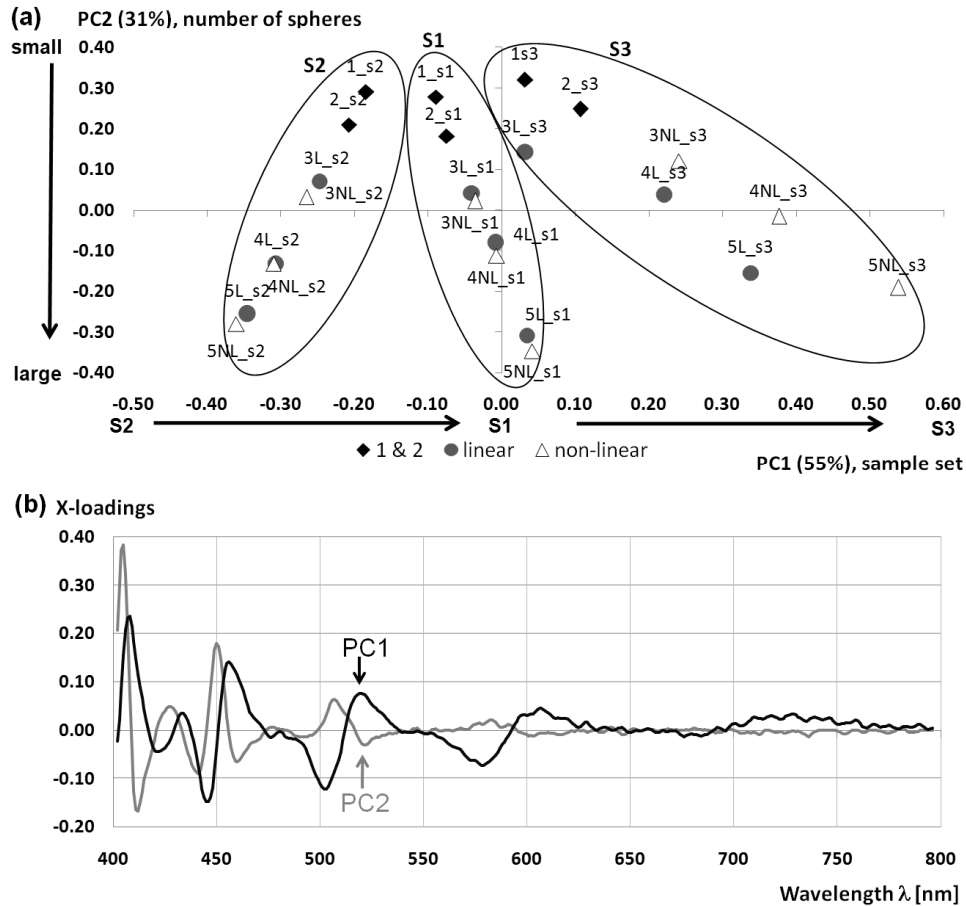 (a) PC2 (31%), number of spheres
small
large
0.40
0.30
0.20
0.10
0.00
-0.10
-0.20
-0.30
-0.40
S2
S1
S3
1_s2
2_s2
3L_s2
3NL_s2
4L_s2
4NL_s2
5L_s2
5NL_s2
1_s1
2_s1
3L_s1
3NL_s1
4L_s1
4NL_s1
5L_s1
5NL_s1
1s3
2_s3
3L_s3
3NL_s3
4L_s3
4NL_s3
5L_s3
5NL_s3
-0.50 -0.40 -0.30 -0.20 -0.10 0.00 0.10 0.20 0.30 0.40 0.50 0.60
S2 S1 S3
1 & 2 linear non-linear
PC1 (55%), sample set
(b) X-loadings
0.40
0.30
0.20
0.10
0.00
-0.10
-0.20
PC1
PC2
400 450 500 550 600 650 700 750 800
Wavelength λ [nm]